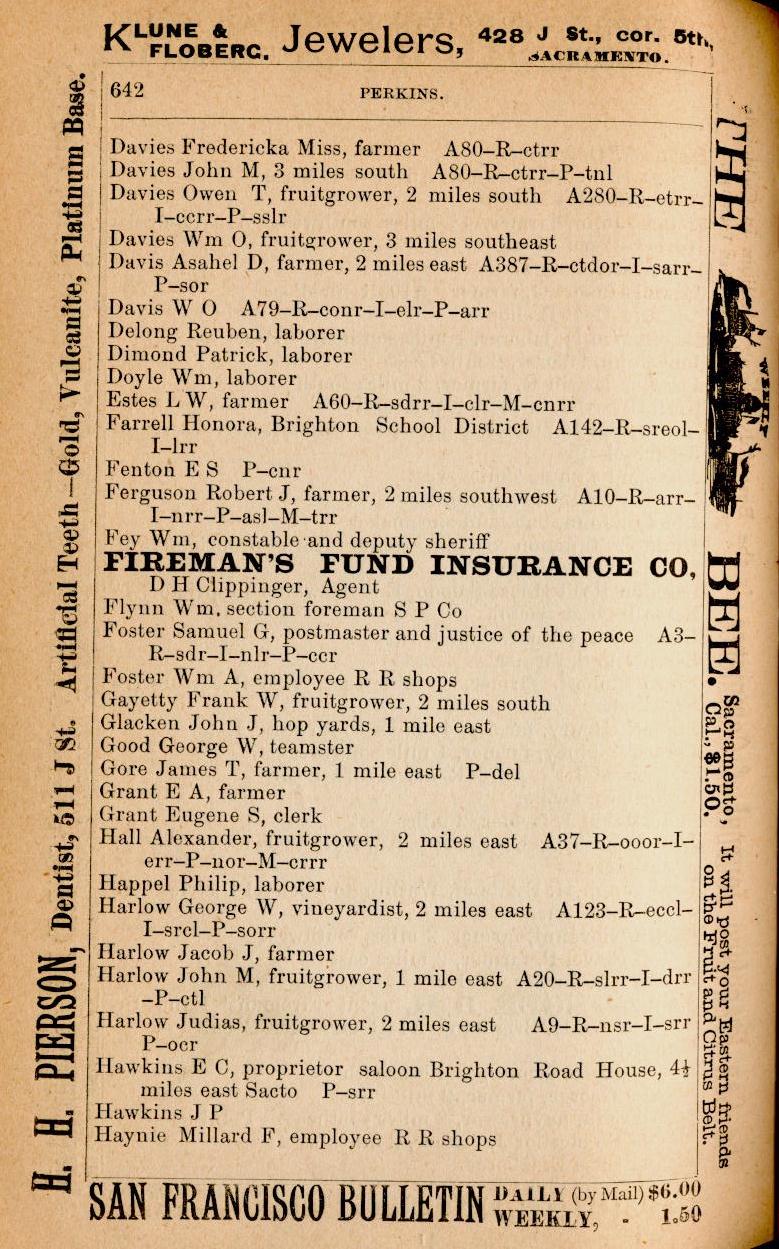 KLUNE & FLOBERG. Jewelers, 428 J St., cor. 5th, SACRAMENTO.
642 PERKINS.
Davies Fredericka Miss, farmer A80–R–ctrr
Davies John M, 3 miles south A80–R–ctrr–P–tnl
Davies Owen T, fruitgrower, 2 miles south A280–R–etrr–
I–ccrr–P–sslr
Davies Wm O, fruitgrower, 3 miles southeast
Davis Asahel D, farmer, 2 miles east A387–R–ctdor–I–sarr–
P–sor
Davis W O A79–R–conr–I–elr–P–arr
Delong Reuben, laborer
Dimond Patrick, laborer
Doyle Wm, laborer
Estes L W, farmer A60–R–sdrr–I–clr–M–cnrr
Farrell Honora, Brighton School District A142–R–sreol–
I–lrr
Fenton E S P–cnr
Ferguson Robert J, farmer, 2 miles southwest A10–R–arr–
I–nrr–P–asl–M–trr
Fey Wm, constable and deputy sheriff
FIREMAN'S FUND INSURANCE CO,
D H Clippinger, Agent
Flynn Wm. section foreman S P Co
Foster Samuel G, postmaster and justice of the peace A3–
R–sdr–I–nlr–P–ccr
Foster Wm A, employee R R shops
Gayetty Frank W, fruitgrower, 2 miles south
Glacken John J, hop yards, 1 mile east
Good George W, teamster
Gore James T, farmer, 1 mile east P–del
Grant E A, farmer
Grant Eugene S, clerk
Hall Alexander, fruitgrower, 2 miles east A37–R–ooor–I–
err–P–nor–M–crrr
Happel Philip, laborer
Harlow George W, vineyardist, 2 miles east A123–R–eccl–
I–srcl–P–sorr
Harlow Jacob J, farmer
Harlow John M, fruitgrower, 1 mile east A20–R–slrr–I–drr
–P–ctl
Harlow Judias, fruitgrower, 2 miles east A9–R–nsr–I–srr
P–ocr
Hawkins E C, proprietor saloon Brighton Road House, 4½
miles east Sacto P–srr
Hawkins J P
Haynie Millard F, employee R R shops
SAN FRANCISCO BULLETIN DAILY (by Mail) $6.00
WEEKLY, - 1.50
H. H. PIERSON, Dentist, 511 J St. Artificial Teeth—Gold, Vulcanite, Platinum Base.
THE WEEKLY BEE. Sacramento, Cal., $1.50. It will post your Eastern friends on the Fruit and Citrus Belt.